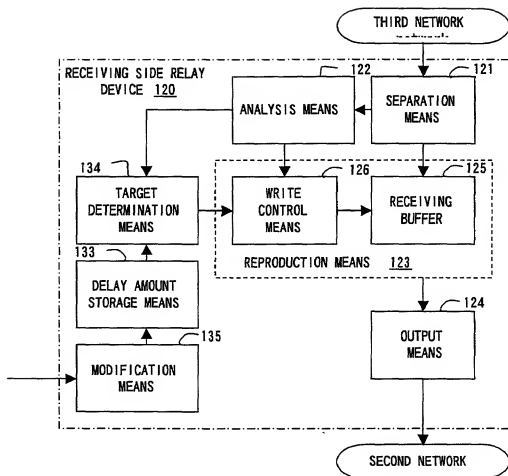 THIRD NETWORK
RECEIVING SIDE RELAY
DEVICE 120
122
121
ANALYSIS MEANS
SEPARATION
MEANS
134
126
125
TARGET
DETERMINATION
MEANS
WRITE
CONTROL
MEANS
RECEIVING
BUFFER
133
REPRODUCTION MEANS 123
DELAY AMOUNT
STORAGE MEANS
124
135
OUTPUT
MEANS
MODIFICATION
MEANS
SECOND NETWORK